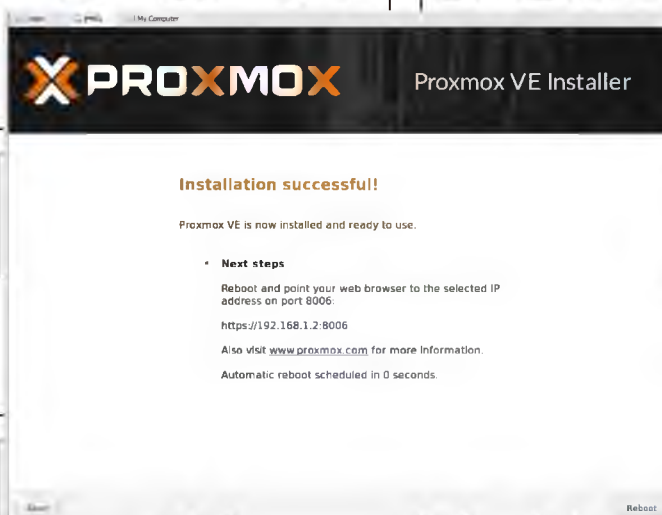 My Computer
PROXMOX
Proxmox VE Installer
Installation successful!
Proxmox VE is now installed and ready to use.
• Next steps
Reboot and point your web browser to the selected IP
address on port 8006:
https://192.168.1.2:8006
Also visit www.proxmox.com for more information.
Automatic reboot scheduled in 0 seconds.
Reboot